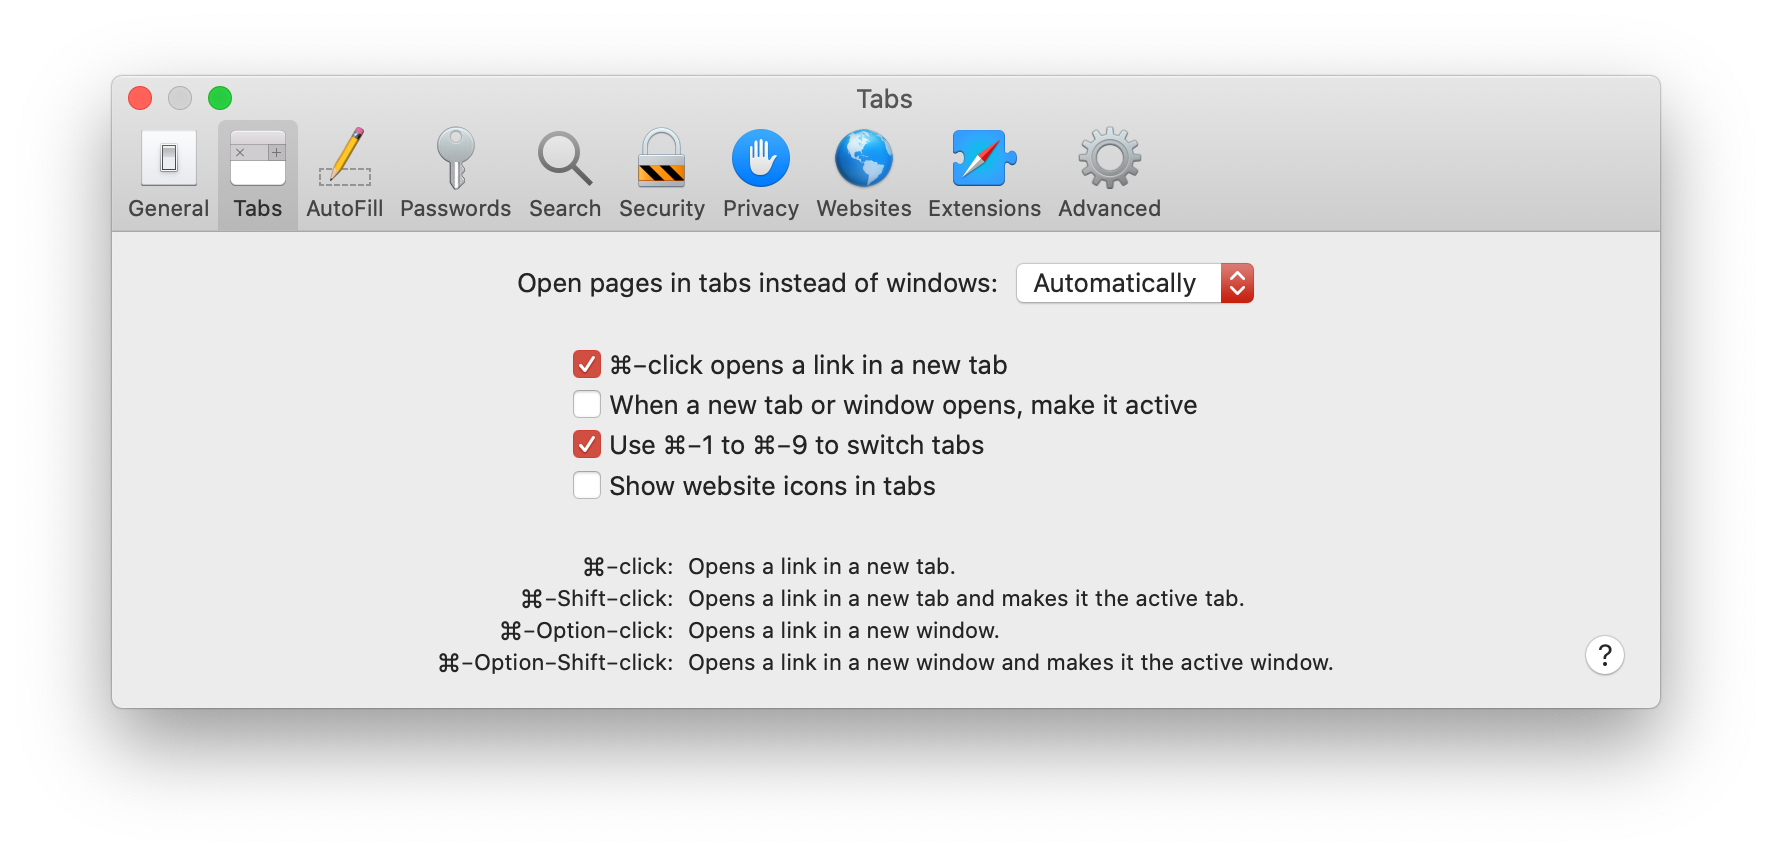 Tabs
General Tabs AutoFill Passwords Search Security Privacy Websites Extensions Advanced
Open pages in tabs instead of windows: Automatically
⌘–click opens a link in a new tab
When a new tab or window opens, make it active
Use ⌘–1 to ⌘–9 to switch tabs
Show website icons in tabs
⌘–click: Opens a link in a new tab.
⌘–Shift–click: Opens a link in a new tab and makes it the active tab.
⌘–Option–click: Opens a link in a new window.
⌘–Option–Shift–click: Opens a link in a new window and makes it the active window.
?